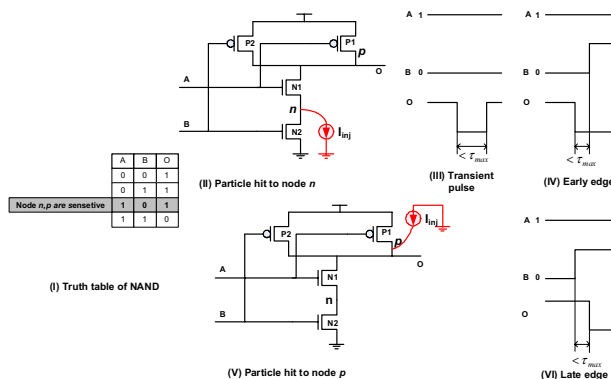 P2
P1
p
A
O
N1
n
B
N2
I inj
(II) Particle hit to node n
A 1
B 0
O
< τ max
(III) Transient
pulse
A 1
B 0
O
< τ max
(IV) Early edge
A B O
0 0 1
0 1 1
Node n,p are sensetive 1 0 1
1 1 0
(I) Truth table of NAND
P2
P1
p
I inj
O
A
N1
n
B
N2
(V) Particle hit to node p
A 1
B 0
O
< τ max
(VI) Late edge